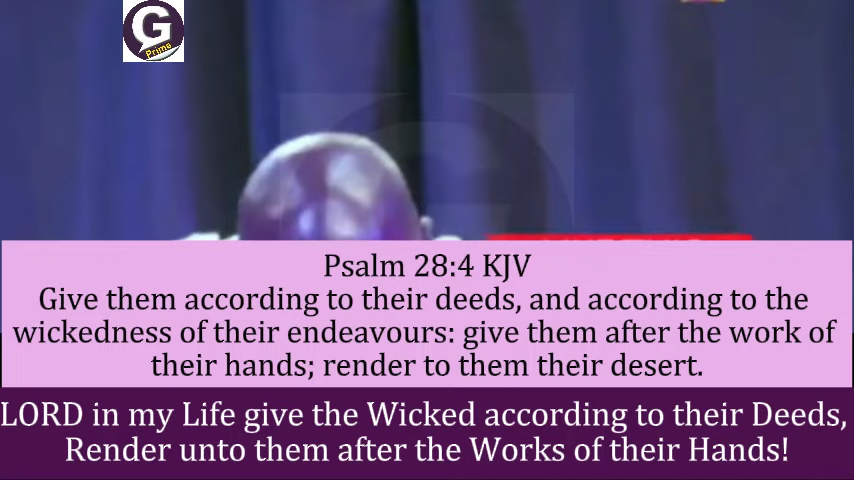 G
Prime
Psalm 28:4 KJV
Give them according to their deeds, and according to the
wickedness of their endeavours: give them after the work of
their hands; render to them their desert.
LORD in my Life give the Wicked according to their Deeds,
Render unto them after the Works of their Hands!